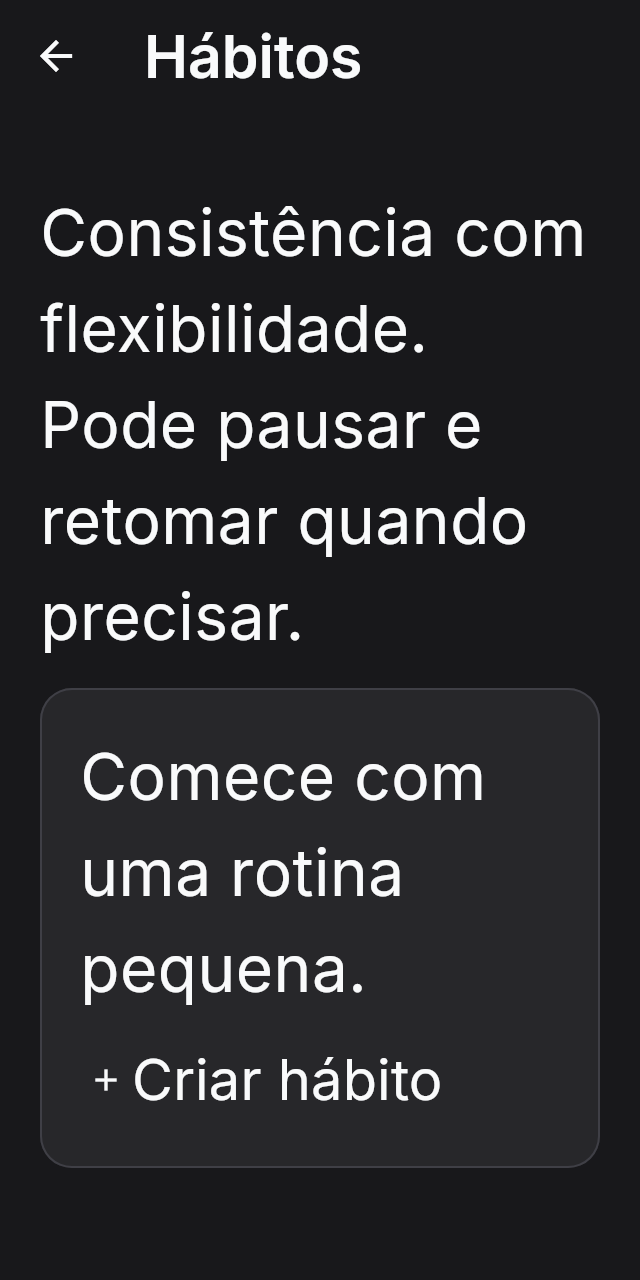 Hábitos
Consistência com
flexibilidade.
Pode pausar e
retomar quando
precisar.
Comece com
uma rotina
pequena.
+ Criar hábito